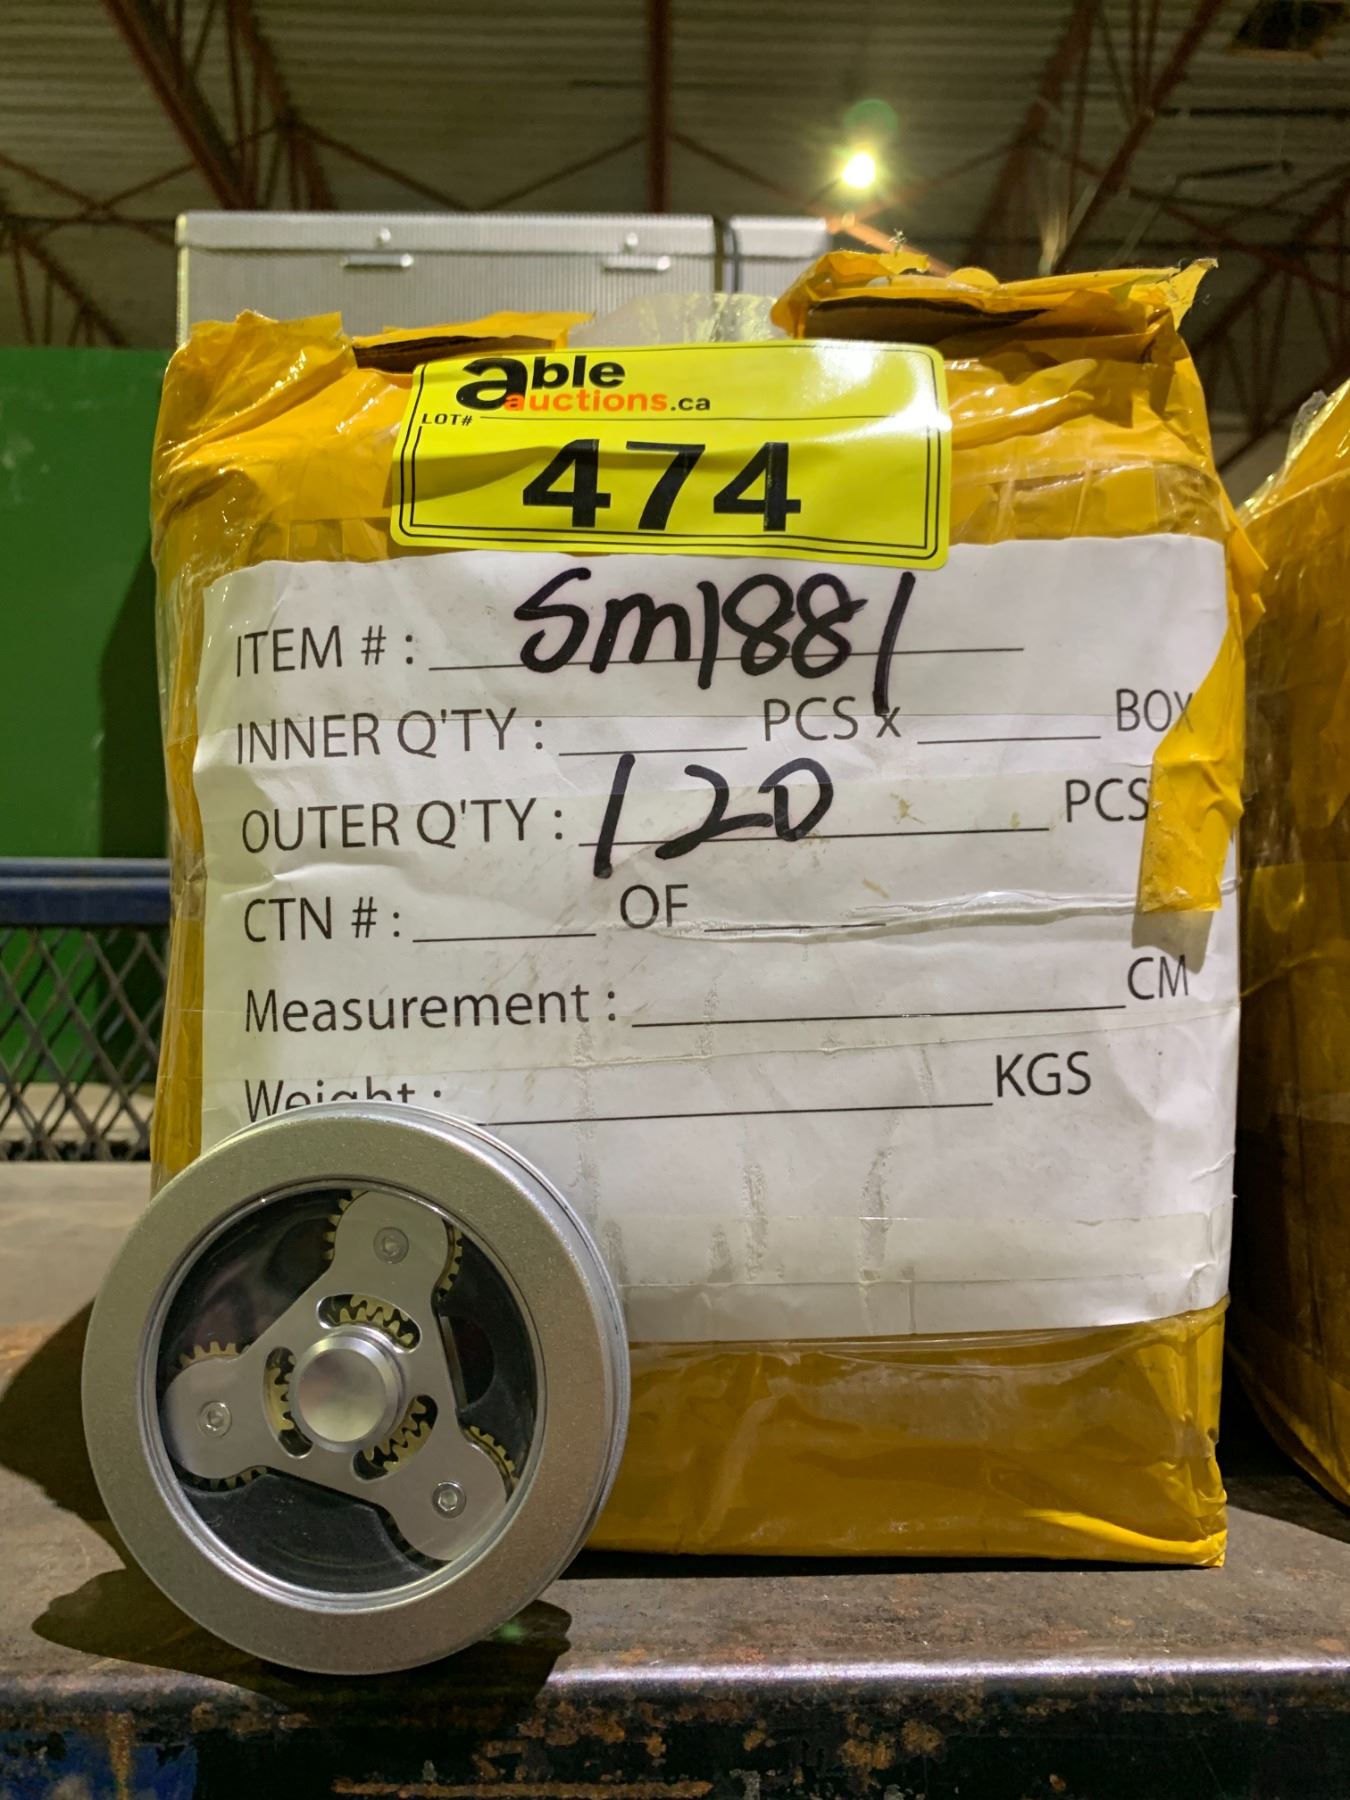 able
auctions.ca
LOT#
474
ITEM # : Sm1881
INNER Q'TY : PCS x BOX
OUTER Q'TY : 120 PCS
CTN # : OF
Measurement : CM
Weight : KGS